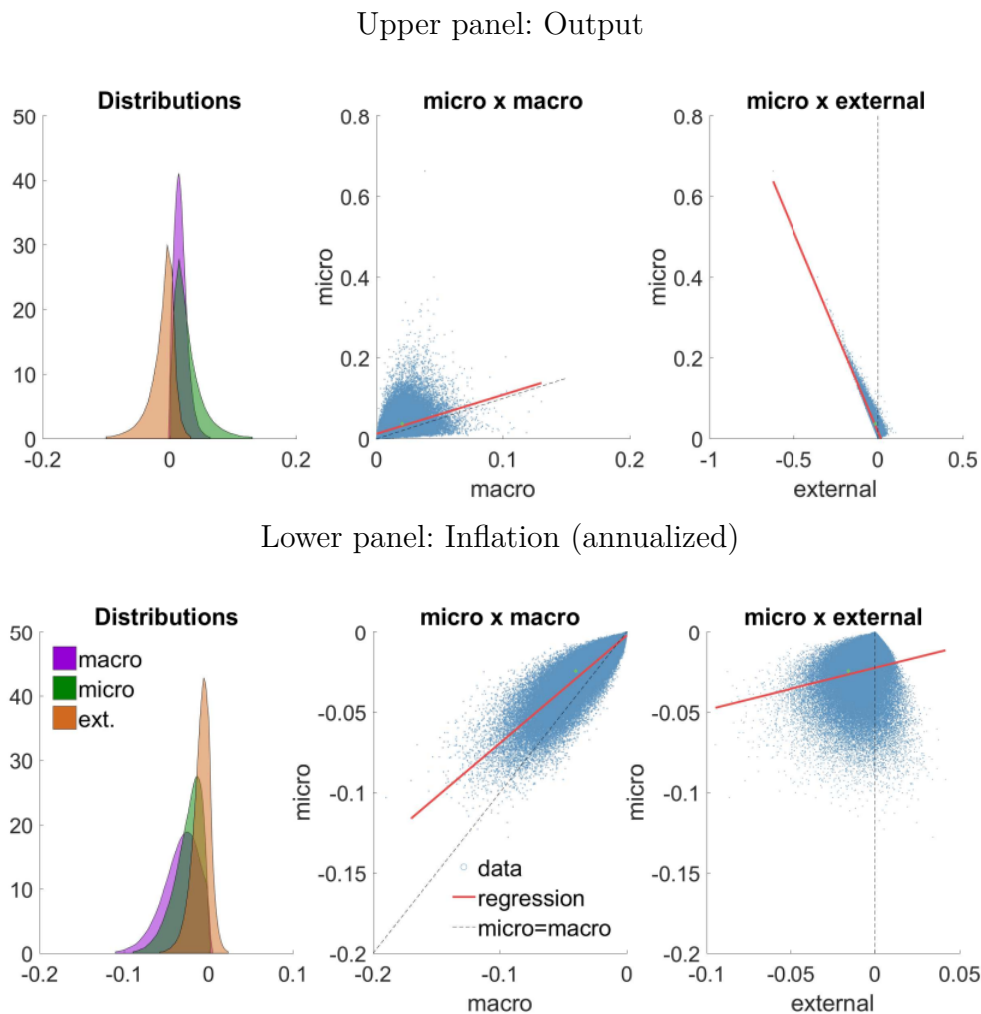 Upper panel: Output
Distributions
50
40
30
20
10
0
-0.2
0
0.2
micro x macro
0.8
0.6
0.4
0.2
0
micro
0
0.1
0.2
macro
micro x external
0.8
0.6
0.4
0.2
0
micro
-1
-0.5
0
0.5
external
Lower panel: Inflation (annualized)
Distributions
50
40
30
20
10
0
macro
micro
ext.
-0.2
-0.1
0
0.1
micro x macro
0
-0.05
-0.1
-0.15
-0.2
micro
data
regression
micro=macro
-0.2
-0.1
0
macro
micro x external
0
-0.05
-0.1
-0.15
-0.2
micro
-0.1
-0.05
0
0.05
external